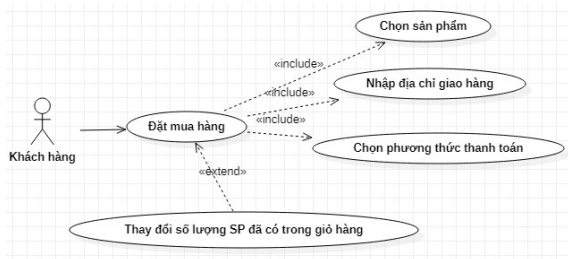 Chọn sản phẩm
«include»
Nhập địa chỉ giao hàng
«include»
«include»
Đặt mua hàng
Chọn phương thức thanh toán
Khách hàng
«extend»
Thay đổi số lượng SP đã có trong giỏ hàng